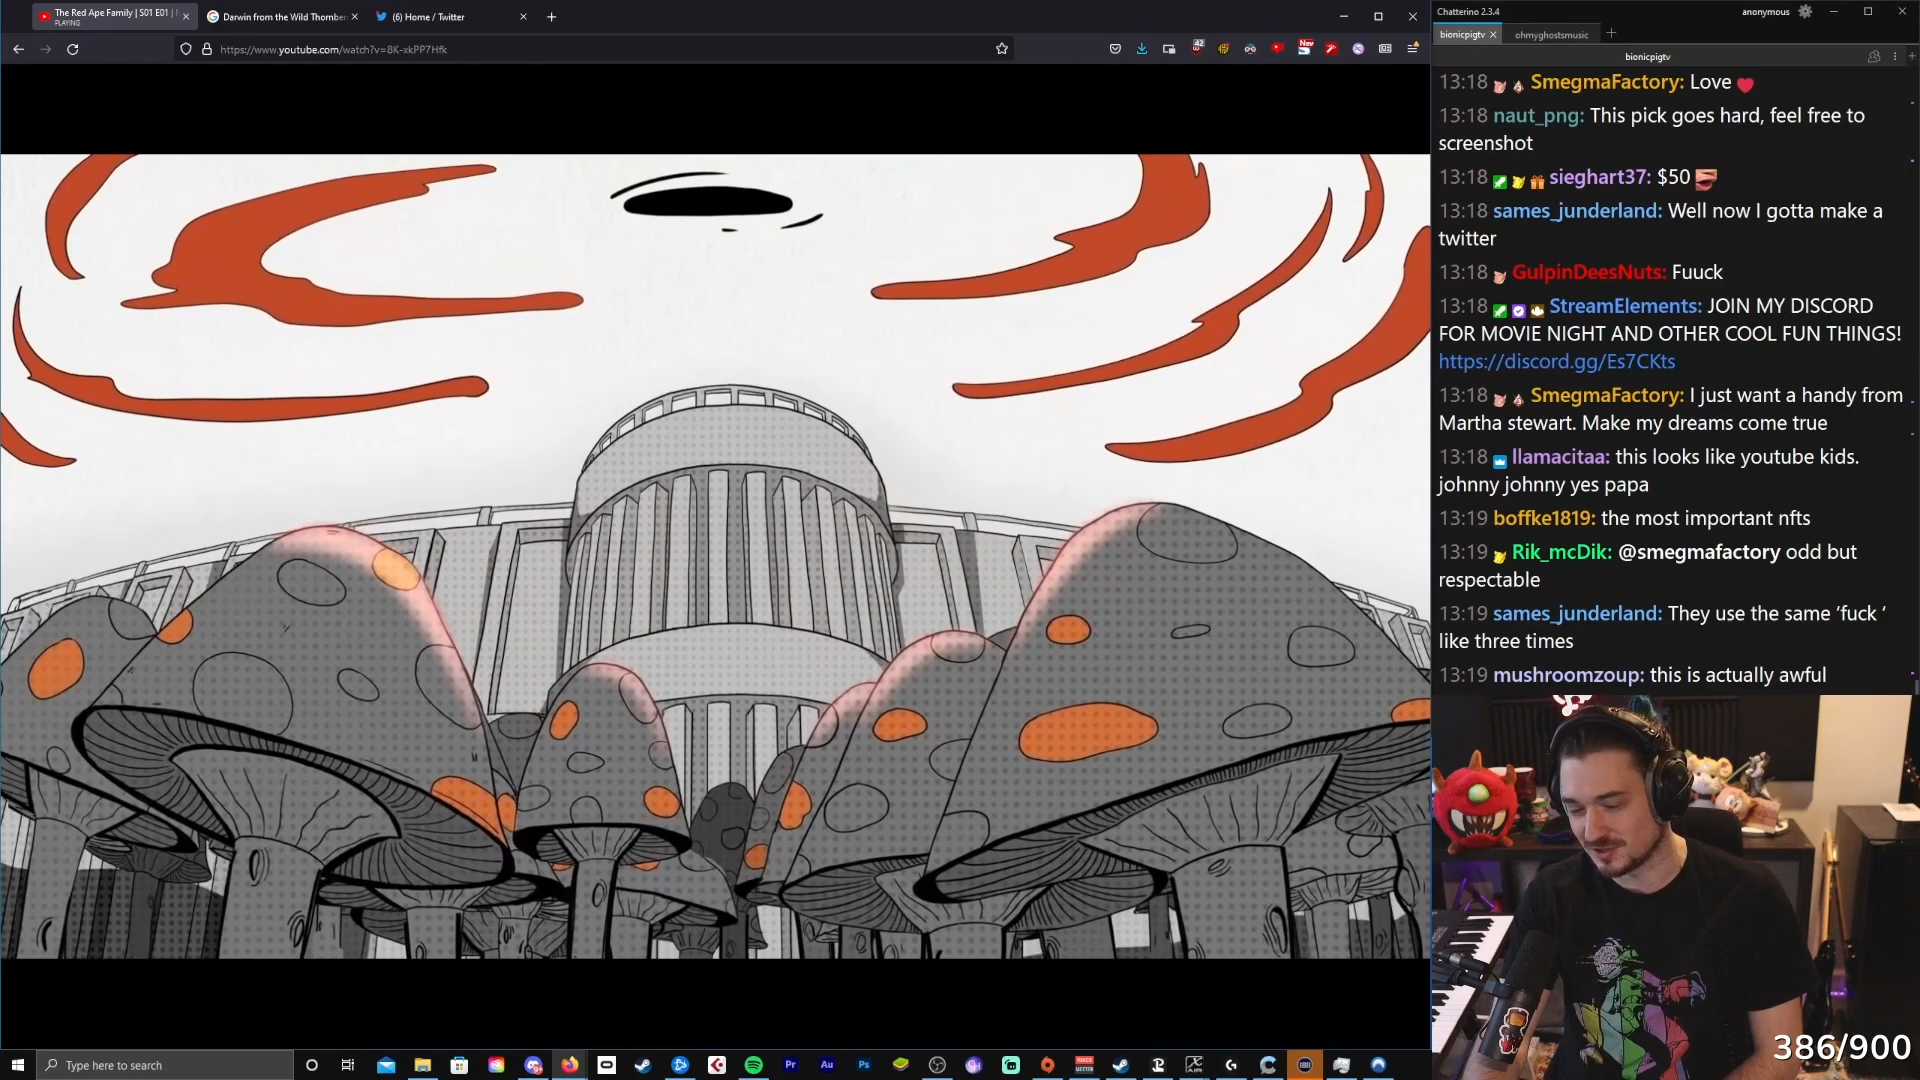 The Red Ape Family | S01 E01 |
PLAYING
Darwin from the Wild Thornber
(6) Home / Twitter
https://www.youtube.com/watch?v=8K-xkPP7Hfk
42
New
Chatterino 2.3.4
anonymous
bionicpigtv
ohmyghostsmusic
bionicpigtv
13:18 SmegmaFactory: Love
13:18 naut_png: This pick goes hard, feel free to
screenshot
13:18 sieghart37: $50
13:18 sames_junderland: Well now I gotta make a
twitter
13:18 GulpinDeesNuts: Fuuck
13:18 StreamElements: JOIN MY DISCORD
FOR MOVIE NIGHT AND OTHER COOL FUN THINGS!
https://discord.gg/Es7CKts
13:18 SmegmaFactory: I just want a handy from
Martha stewart. Make my dreams come true
13:18 llamacitaa: this looks like youtube kids.
johnny johnny yes papa
13:19 boffke1819: the most important nfts
13:19 Rik_mcDik: @smegmafactory odd but
respectable
13:19 sames_junderland: They use the same ‘fuck ‘
like three times
13:19 mushroomzoup: this is actually awful
386/900
Type here to search
Pr
Au
Ps